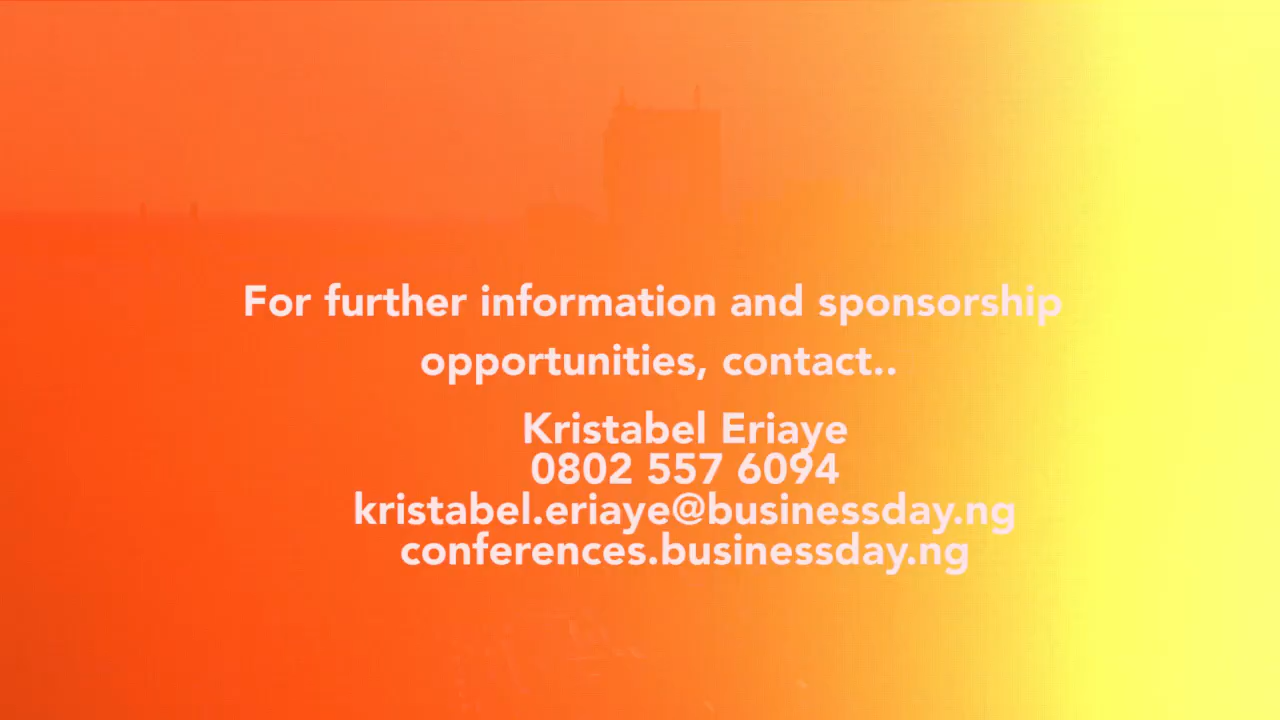 For further information and sponsorship
opportunities, contact..
Kristabel Eriaye
0802 557 6094
kristabel.eriaye@businessday.ng
conferences.businessday.ng